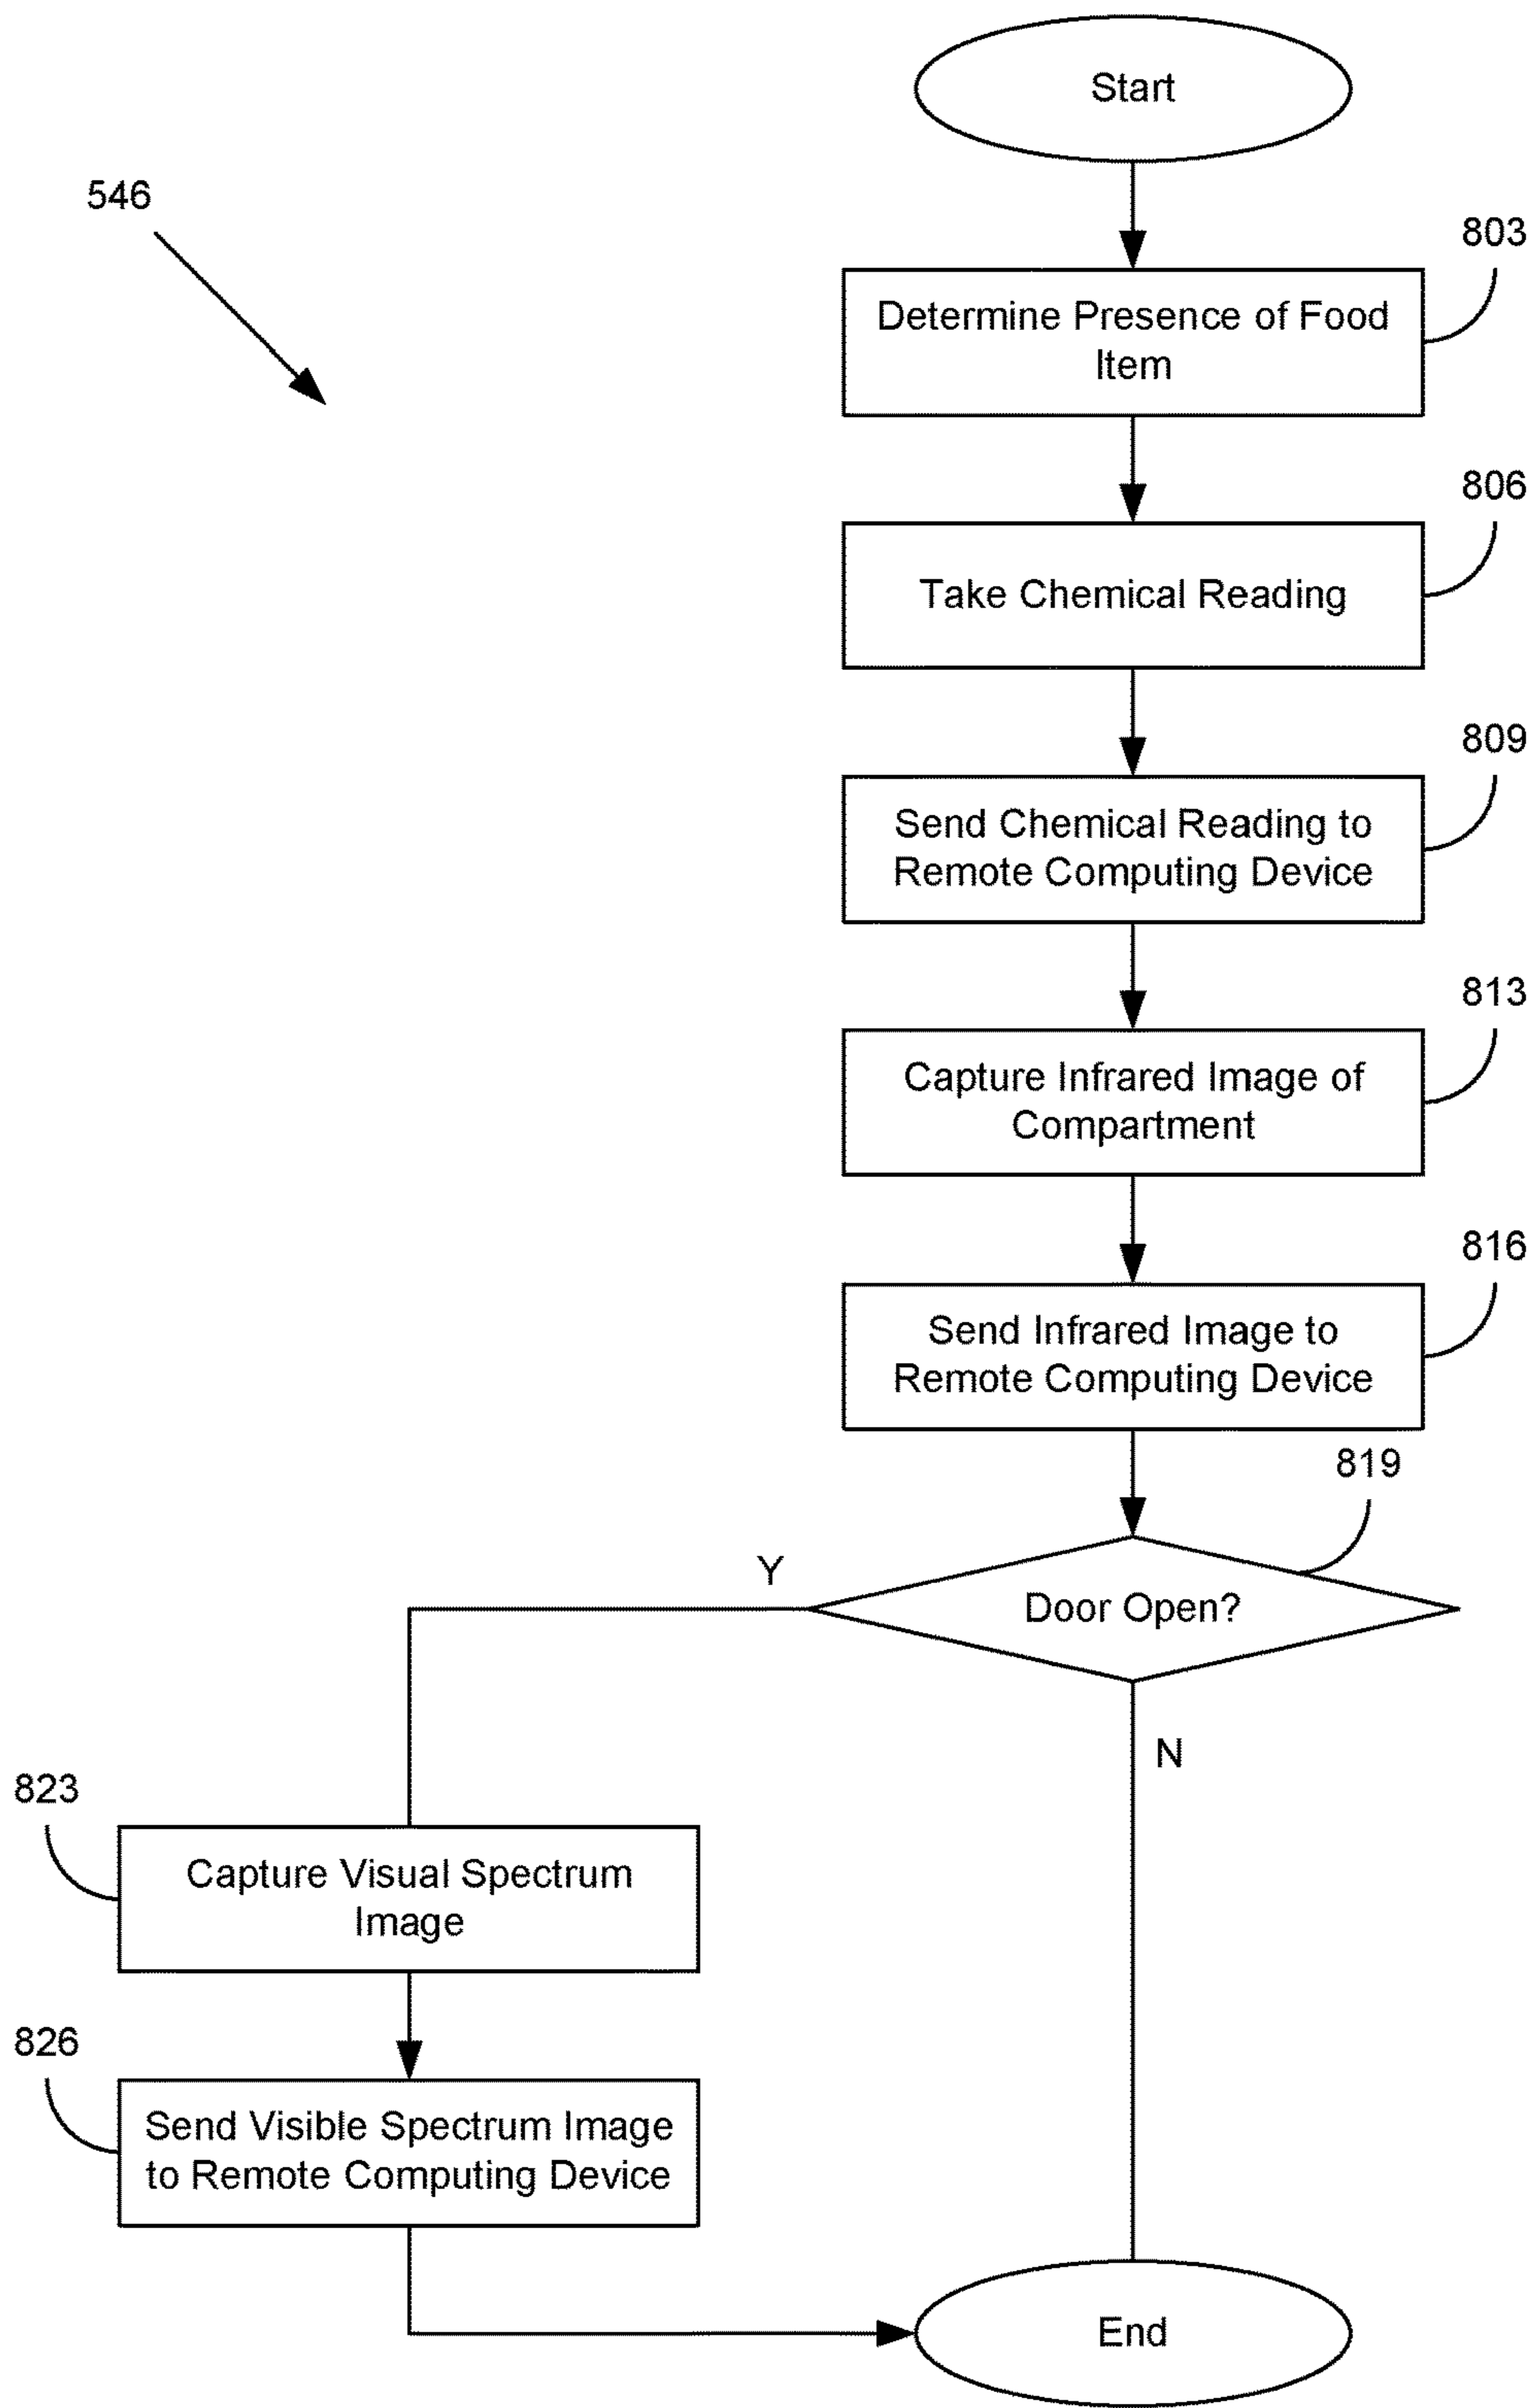 Start
546
803
Determine Presence of Food
Item
806
Take Chemical Reading
809
Send Chemical Reading to
Remote Computing Device
813
Capture Infrared Image of
Compartment
816
Send Infrared Image to
Remote Computing Device
819
Y
Door Open?
N
823
Capture Visual Spectrum
Image
826
Send Visible Spectrum Image
to Remote Computing Device
End